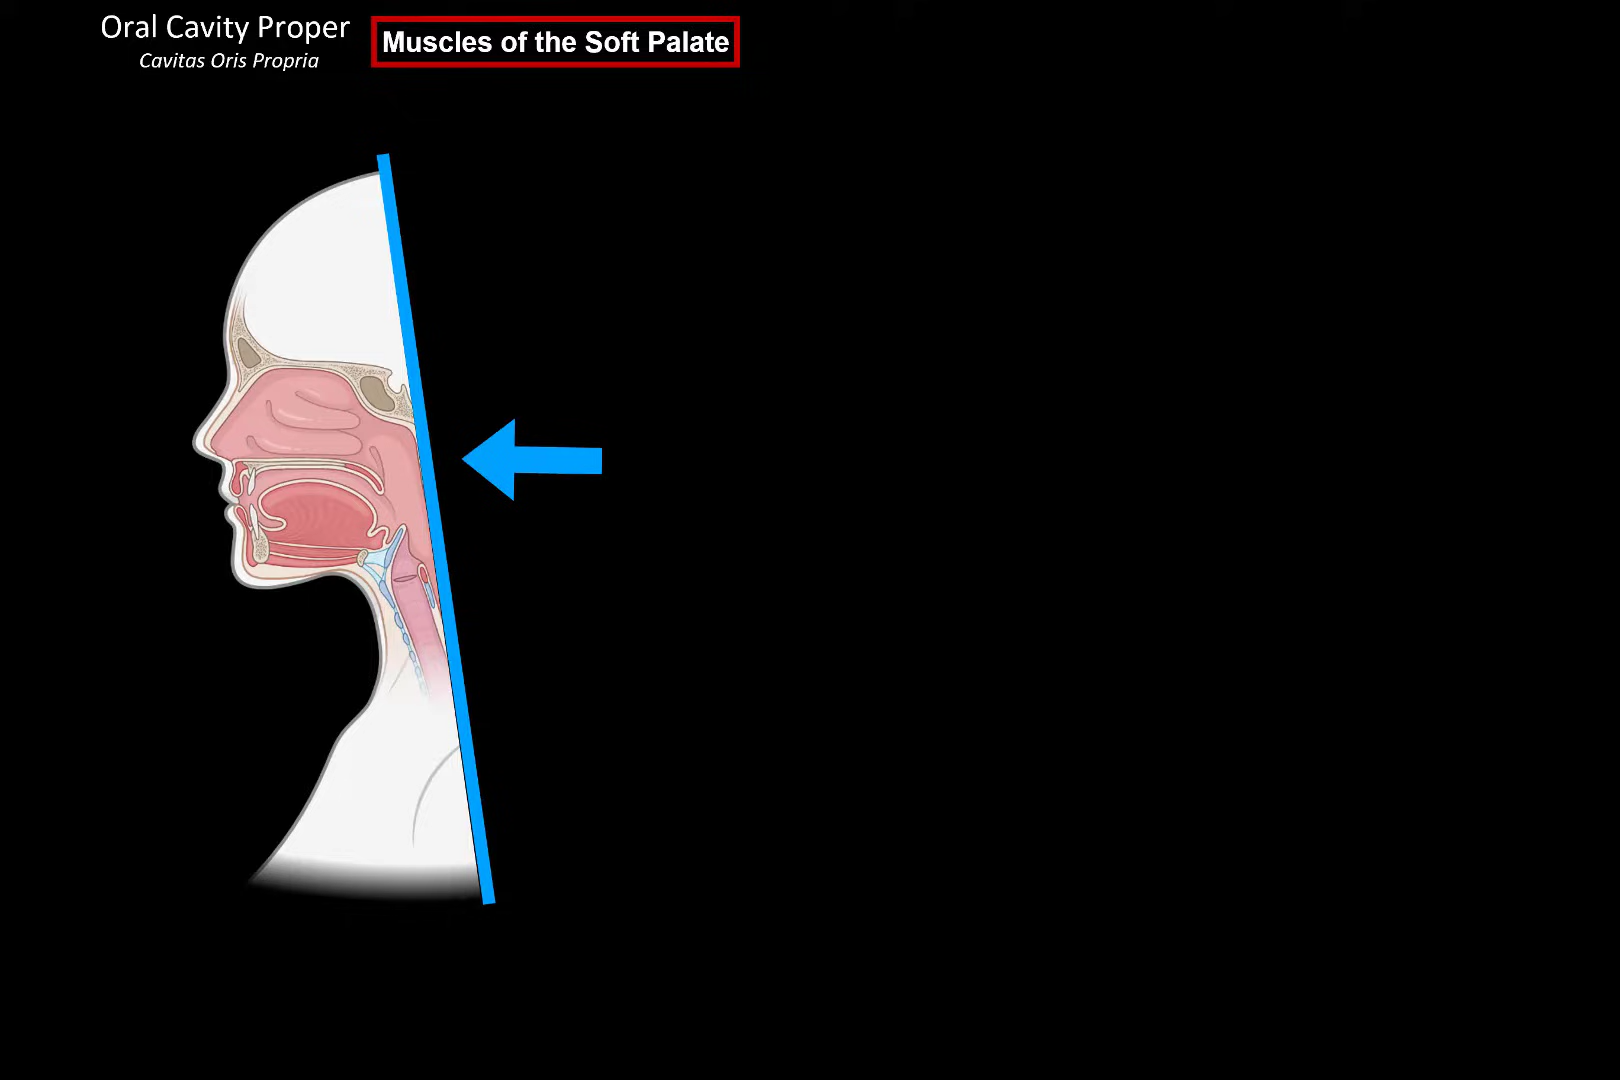 Oral Cavity Proper
Cavitas Oris Propria
Muscles of the Soft Palate